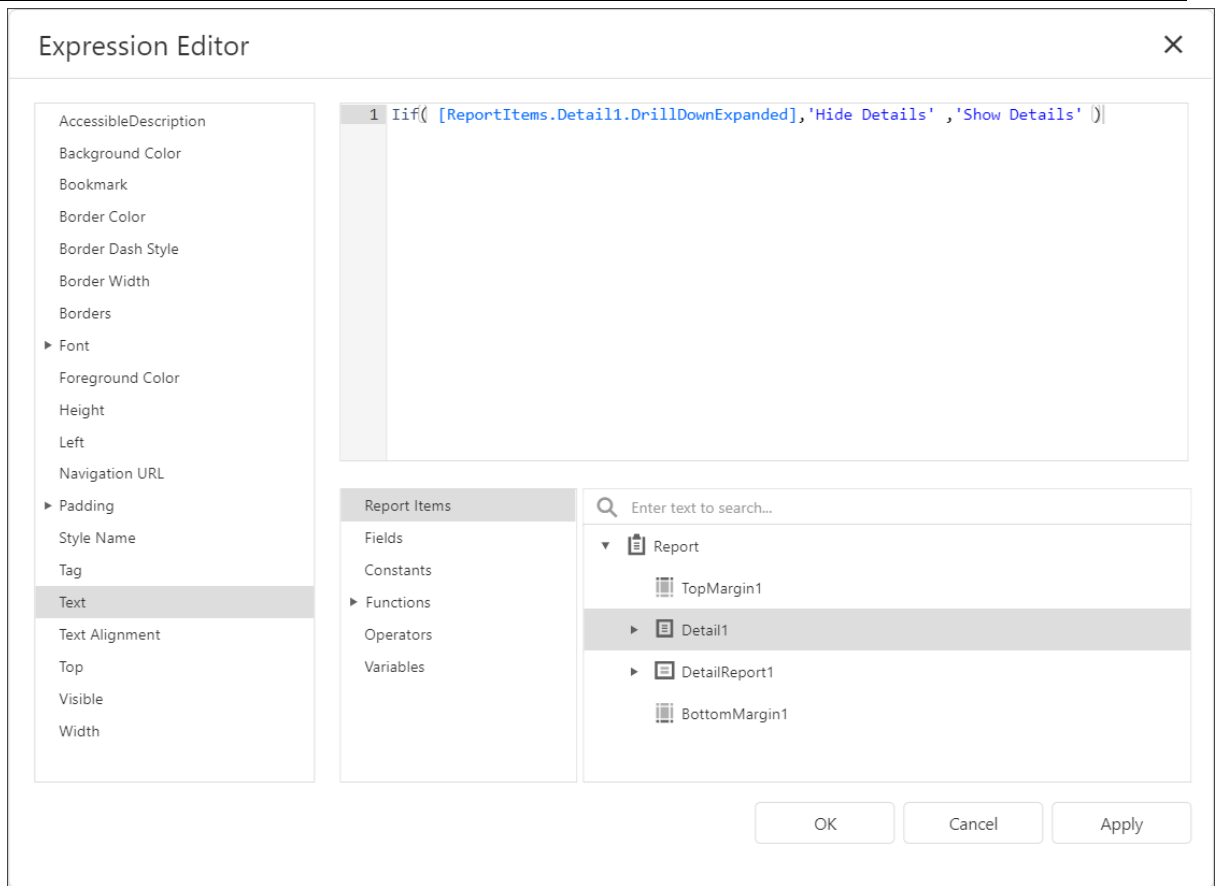 Expression Editor
AccessibleDescription
Background Color
Bookmark
Border Color
Border Dash Style
Border Width
Borders
Font
Foreground Color
Height
Left
Navigation URL
Padding
Style Name
Tag
Text
Text Alignment
Top
Visible
Width
1 Iif( [ReportItems.Detail1.DrillDownExpanded],'Hide Details' ,'Show Details' )
Report Items
Fields
Constants
Functions
Operators
Variables
Enter text to search...
Report
TopMargin1
Detail1
DetailReport1
BottomMargin1
OK
Cancel
Apply